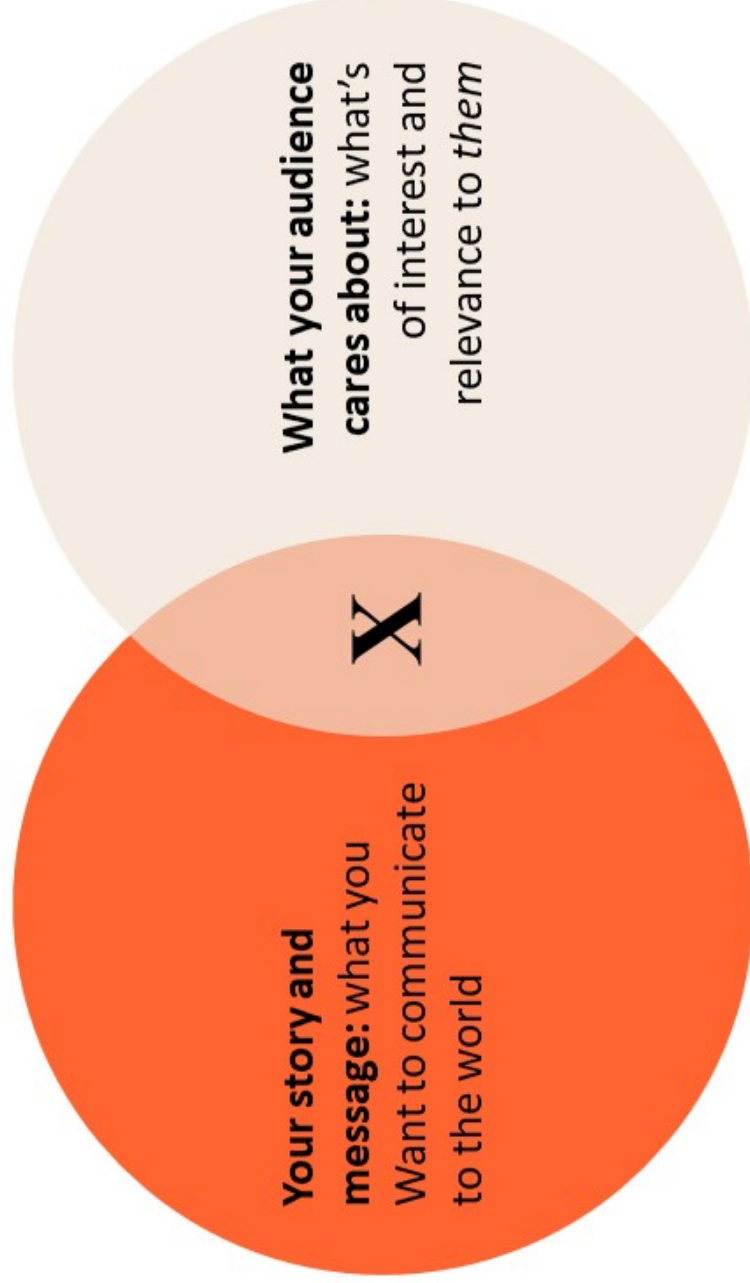 Your story and
message: what you
Want to communicate
to the world
X
What your audience
cares about: what's
of interest and
relevance to them